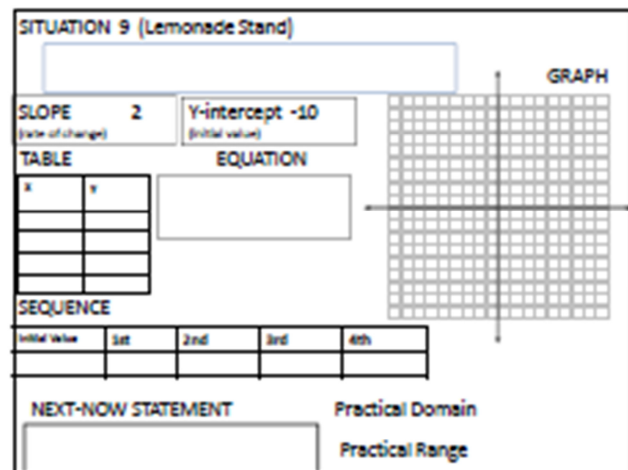 SITUATION 9 (Lemonade Stand)
GRAPH
SLOPE 2
(rate of change)
Y-intercept -10
(initial value)
TABLE
EQUATION
X Y
SEQUENCE
Initial Value 1st 2nd 3rd 4th
NEXT-NOW STATEMENT
Practical Domain
Practical Range